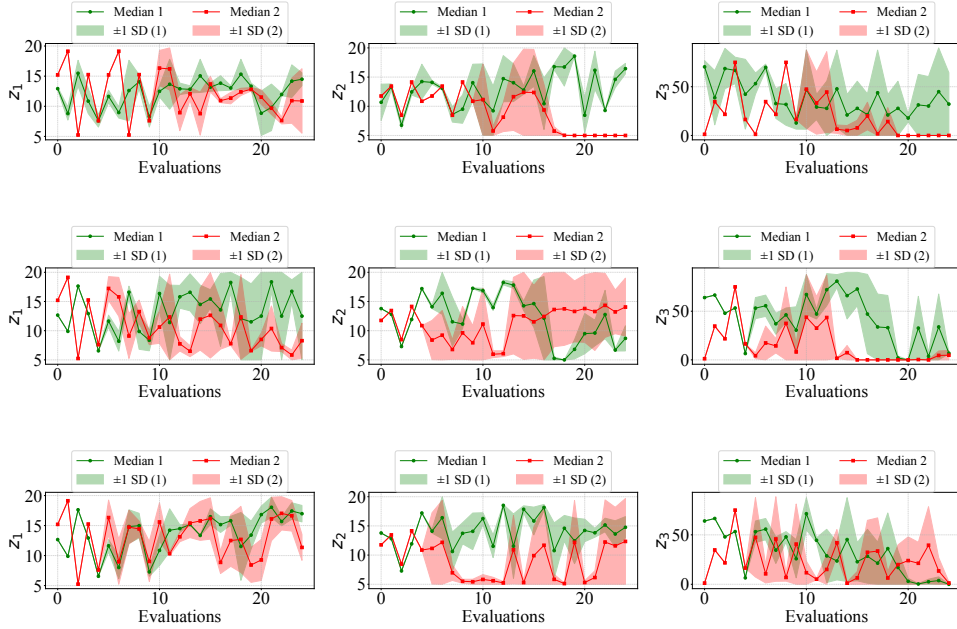 Median 1 Median 2 Median 1 Median 2 Median 1 Median 2
±1 SD (1) ±1 SD (2) ±1 SD (1) ±1 SD (2) ±1 SD (1) ±1 SD (2)
20 20
15 15 50
z1 z2 z3
10 10
5 5 0
0 10 20 0 10 20 0 10 20
Evaluations Evaluations Evaluations
Median 1 Median 2 Median 1 Median 2 Median 1 Median 2
±1 SD (1) ±1 SD (2) ±1 SD (1) ±1 SD (2) ±1 SD (1) ±1 SD (2)
20 20
15 15 50
z1 z2 z3
10 10
5 5 0
0 10 20 0 10 20 0 10 20
Evaluations Evaluations Evaluations
Median 1 Median 2 Median 1 Median 2 Median 1 Median 2
±1 SD (1) ±1 SD (2) ±1 SD (1) ±1 SD (2) ±1 SD (1) ±1 SD (2)
20 20
15 15 50
z1 z2 z3
10 10
5 5 0
0 10 20 0 10 20 0 10 20
Evaluations Evaluations Evaluations